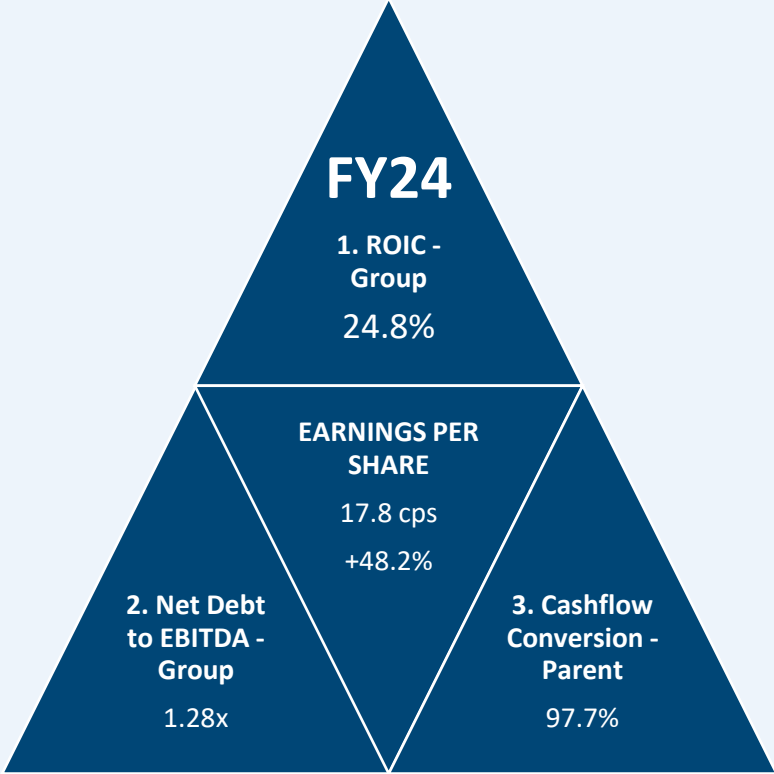 FY24
1. ROIC -
Group
24.8%
EARNINGS PER
SHARE
17.8 cps
+48.2%
2. Net Debt
to EBITDA -
Group
1.28x
3. Cashflow
Conversion -
Parent
97.7%